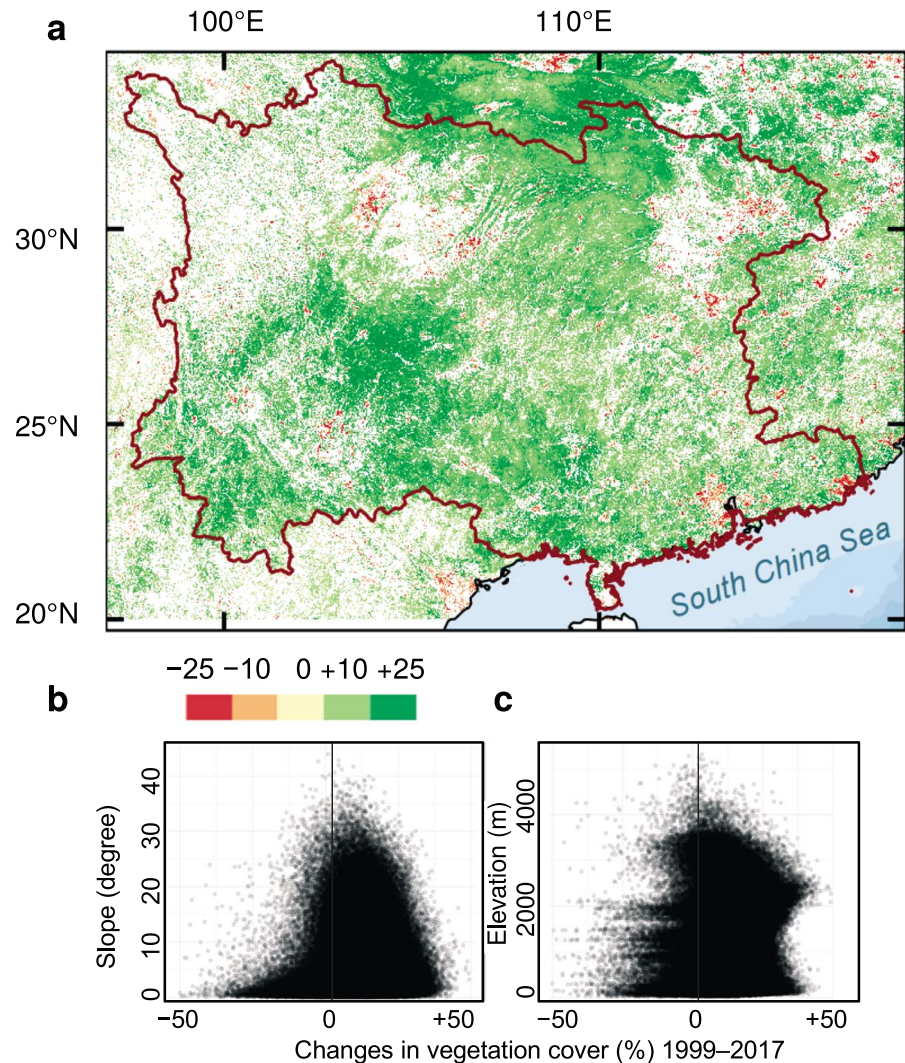 a
100°E 110°E
30°N
25°N
20°N
South China Sea
−25 −10 0 +10 +25
b
Slope (degree)
40
30
20
10
0
−50 0 +50
c
Elevation (m)
4000
2000
0
−50 0 +50
Changes in vegetation cover (%) 1999–2017